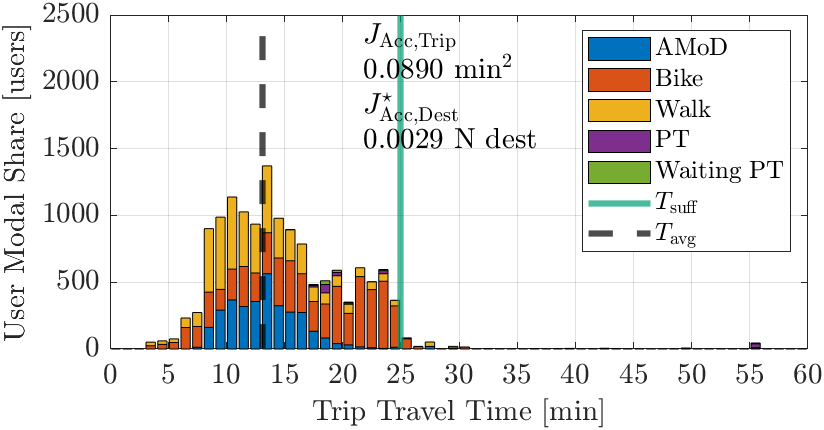 2500
2000
1500
1000
500
0
0 5 10 15 20 25 30 35 40 45 50 55 60
User Modal Share [users]
Trip Travel Time [min]
J_Acc,Trip
0.0890 min²
J⋆_Acc,Dest
0.0029 N dest
AMoD
Bike
Walk
PT
Waiting PT
T_suff
T_avg